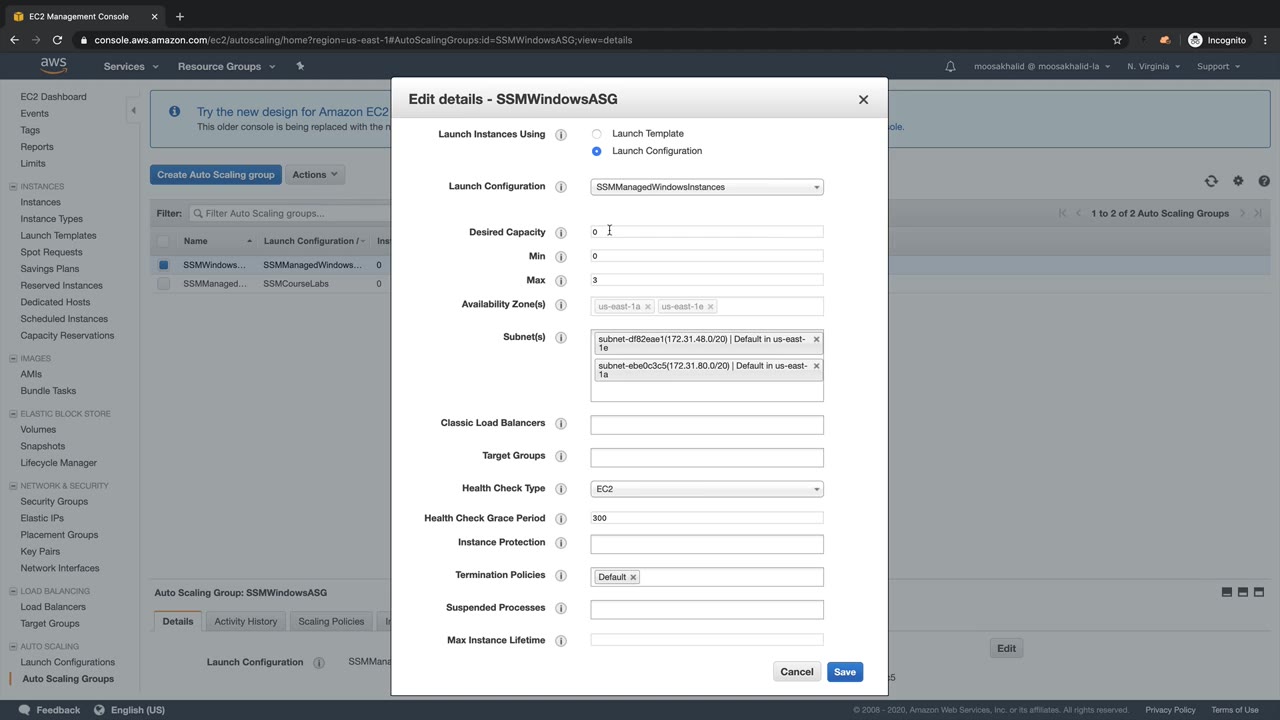 EC2 Management Console
console.aws.amazon.com/ec2/autoscaling/home?region=us-east-1#AutoScalingGroups:id=SSMWindowsASG;view=details
Incognito
aws
Services
Resource Groups
moosakhalid @ moosakhalid-la
N. Virginia
Support
EC2 Dashboard
Events
Tags
Reports
Limits
INSTANCES
Instances
Instance Types
Launch Templates
Spot Requests
Savings Plans
Reserved Instances
Dedicated Hosts
Scheduled Instances
Capacity Reservations
IMAGES
AMIs
Bundle Tasks
ELASTIC BLOCK STORE
Volumes
Snapshots
Lifecycle Manager
NETWORK & SECURITY
Security Groups
Elastic IPs
Placement Groups
Key Pairs
Network Interfaces
LOAD BALANCING
Load Balancers
Target Groups
AUTO SCALING
Launch Configurations
Auto Scaling Groups
Try the new design for Amazon EC2
This older console is being replaced with the n
ole.
Create Auto Scaling group
Actions
Filter:
Filter Auto Scaling groups...
1 to 2 of 2 Auto Scaling Groups
Name
Launch Configuration /
Ins
SSMWindows...
SSMManagedWindows...
0
SSMManaged...
SSMCourseLabs
0
Auto Scaling Group: SSMWindowsASG
Details
Activity History
Scaling Policies
In
Launch Configuration
SSMMana
Edit
c5
Edit details - SSMWindowsASG
Launch Instances Using
Launch Template
Launch Configuration
Launch Configuration
SSMManagedWindowsInstances
Desired Capacity
0
Min
0
Max
3
Availability Zone(s)
us-east-1a
us-east-1e
Subnet(s)
subnet-df82eae1(172.31.48.0/20) | Default in us-east-
1e
subnet-ebe0c3c5(172.31.80.0/20) | Default in us-east-
1a
Classic Load Balancers
Target Groups
Health Check Type
EC2
Health Check Grace Period
300
Instance Protection
Termination Policies
Default
Suspended Processes
Max Instance Lifetime
Cancel
Save
Feedback
English (US)
© 2008 - 2020, Amazon Web Services, Inc. or its affiliates. All rights reserved.
Privacy Policy
Terms of Use